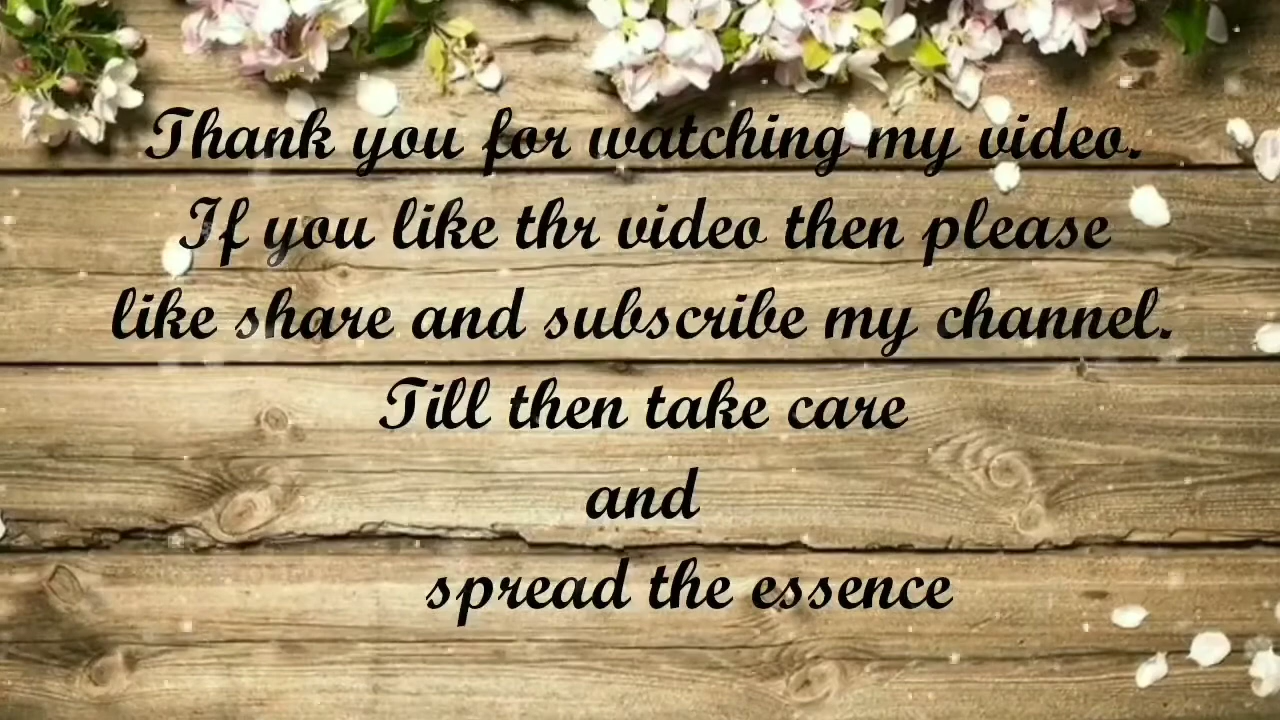 Thank you for watching my video.
If you like thr video then please
like share and subscribe my channel.
Till then take care
and
spread the essence